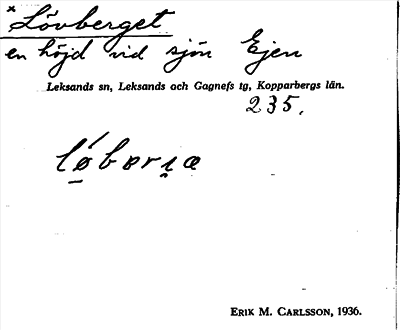 × Lövberget
en höjd vid sjön Ejen
Leksands sn, Leksands och Gagnefs tg, Kopparbergs län.
235.
ERIK M. CARLSSON, 1936.